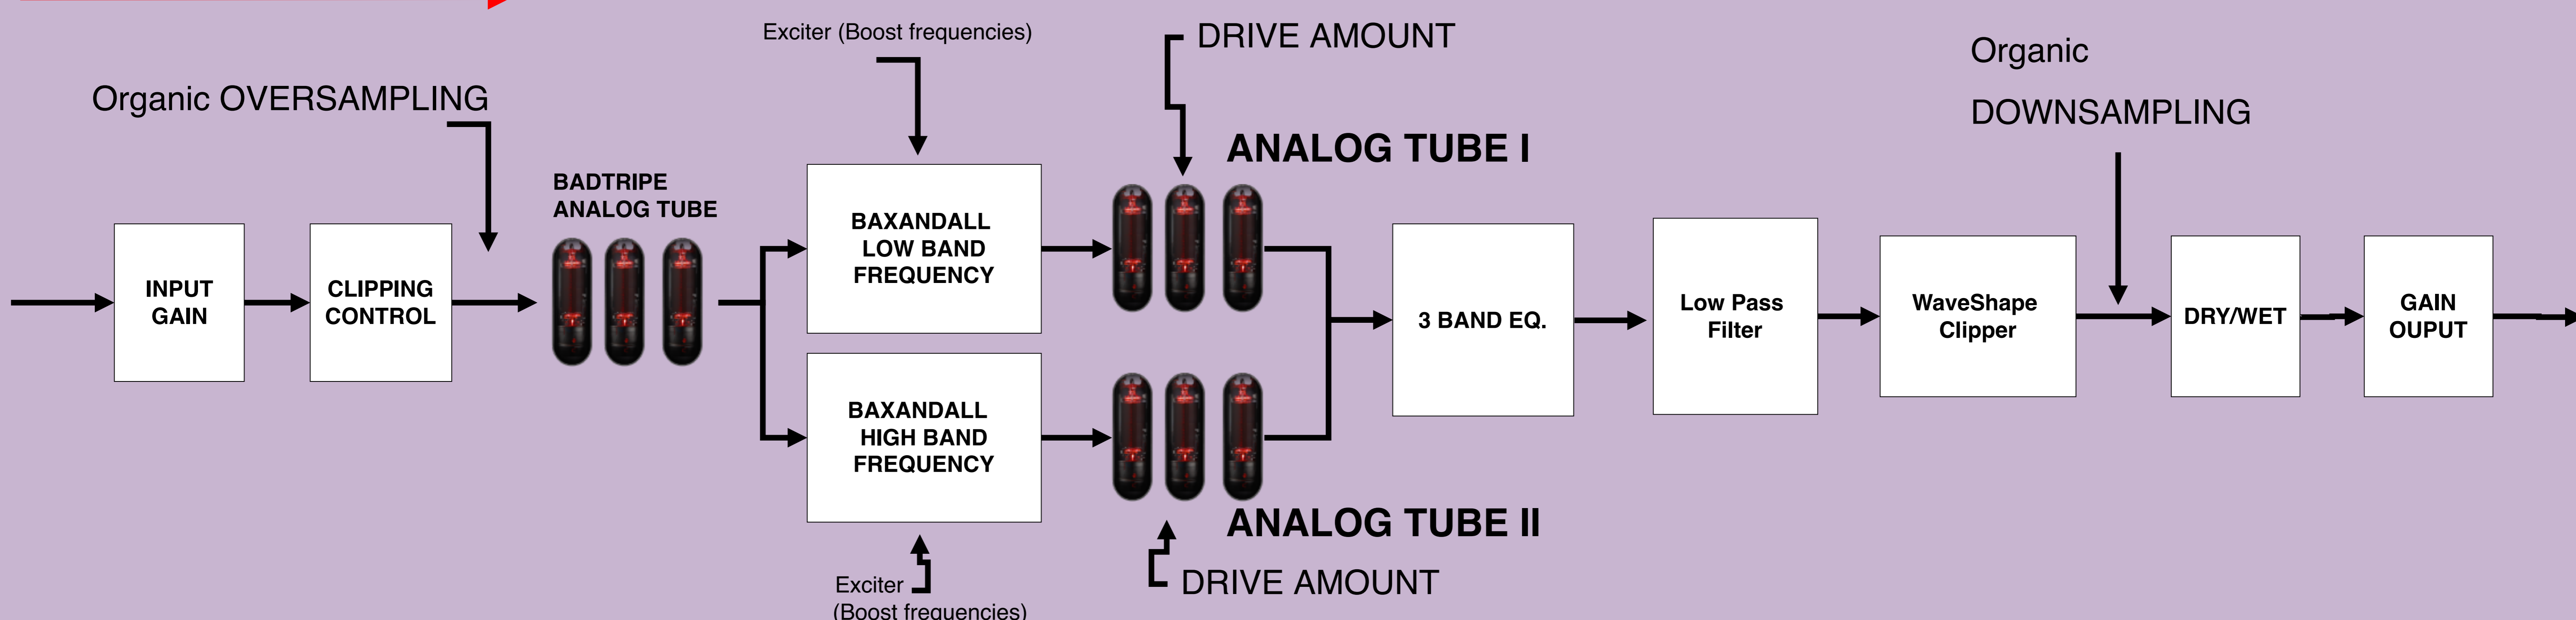 Exciter (Boost frequencies)
DRIVE AMOUNT
Organic
DOWNSAMPLING
Organic OVERSAMPLING
ANALOG TUBE I
BADTRIPE
ANALOG TUBE
INPUT
GAIN
CLIPPING
CONTROL
BAXANDALL
LOW BAND
FREQUENCY
BAXANDALL
HIGH BAND
FREQUENCY
3 BAND EQ.
Low Pass
Filter
WaveShape
Clipper
DRY/WET
GAIN
OUPUT
ANALOG TUBE II
DRIVE AMOUNT
Exciter
(Boost frequencies)